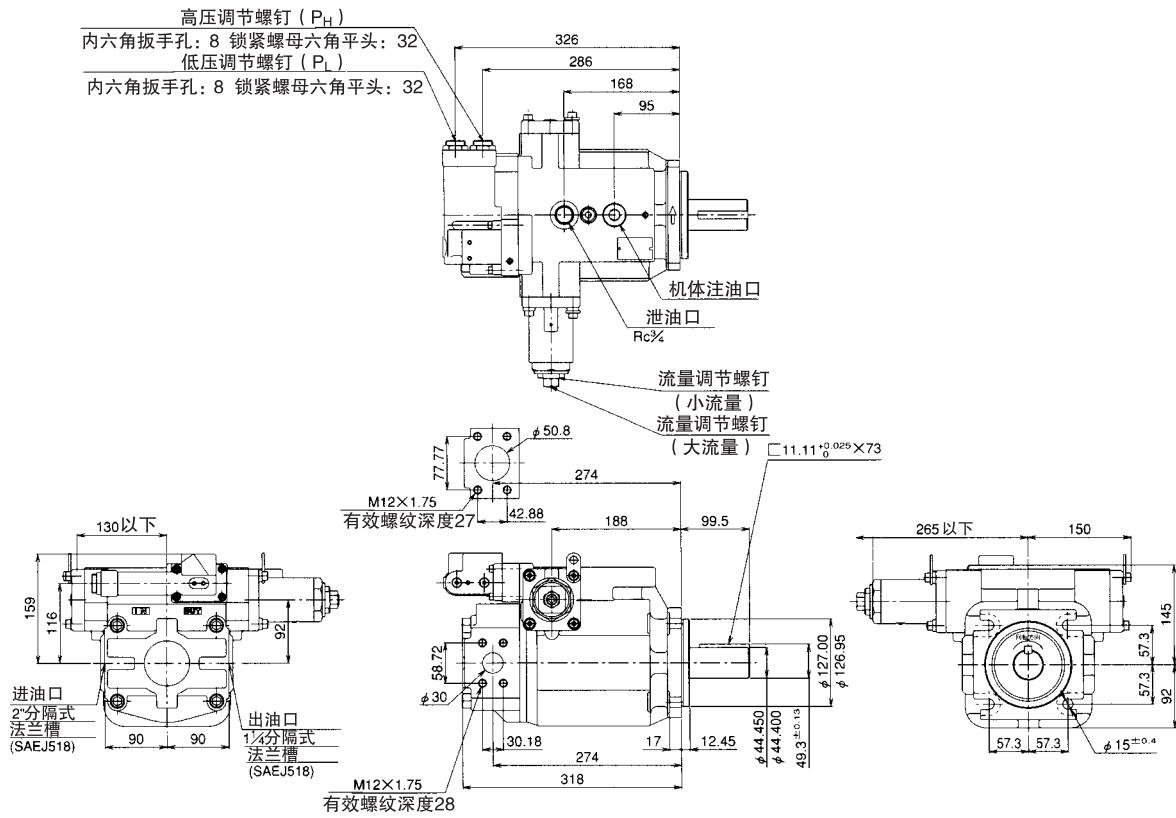 高压调节螺钉（PH）
内六角扳手孔：8 锁紧螺母六角平头：32
低压调节螺钉（PL）
内六角扳手孔：8 锁紧螺母六角平头：32
326
286
168
95
机体注油口
泄油口
Rc¾
流量调节螺钉
（小流量）
流量调节螺钉
（大流量）
φ50.8
77.77
M12×1.75
有效螺纹深度27
42.88
274
11.11 +0.025 0 ×73
188
99.5
130以下
159
116
92
IN
OUT
进油口
2"分隔式
法兰槽
(SAEJ518)
90
90
出油口
1¼分隔式
法兰槽
(SAEJ518)
58.72
φ30
30.18
M12×1.75
有效螺纹深度28
17
12.45
274
318
φ127.00
φ126.95
φ44.450
φ44.400
49.3±0.13
265以下
150
145
57.3
57.3
92
57.3
57.3
φ15±0.4